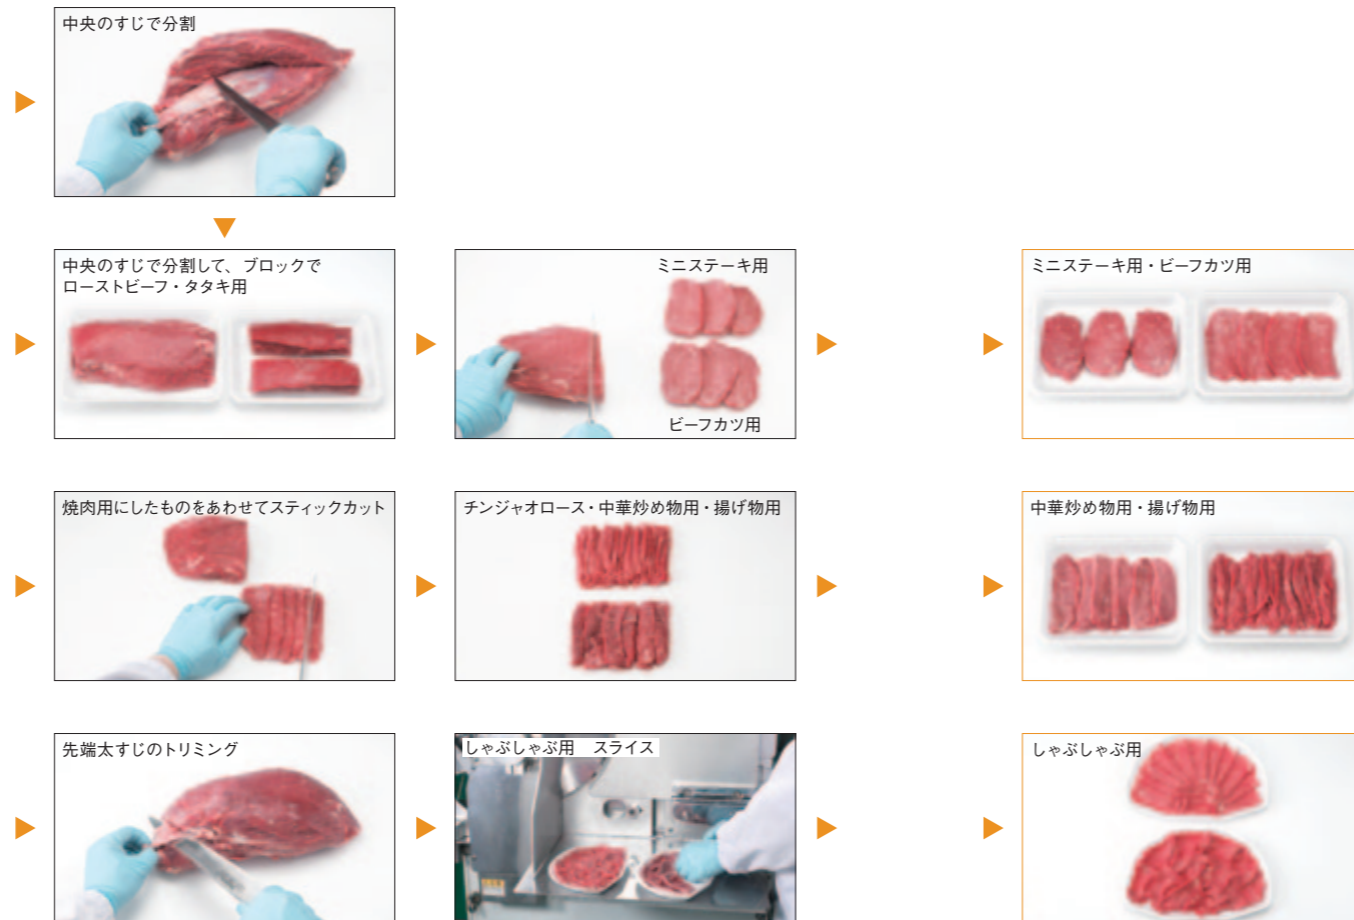 中央のすじで分割
中央のすじで分割して、ブロックで
ローストビーフ・タタキ用
ミニステーキ用
ビーフカツ用
ミニステーキ用・ビーフカツ用
焼肉用にしたものをあわせてスティックカット
チンジャオロース・中華炒め物用・揚げ物用
中華炒め物用・揚げ物用
先端太すじのトリミング
しゃぶしゃぶ用　スライス
しゃぶしゃぶ用